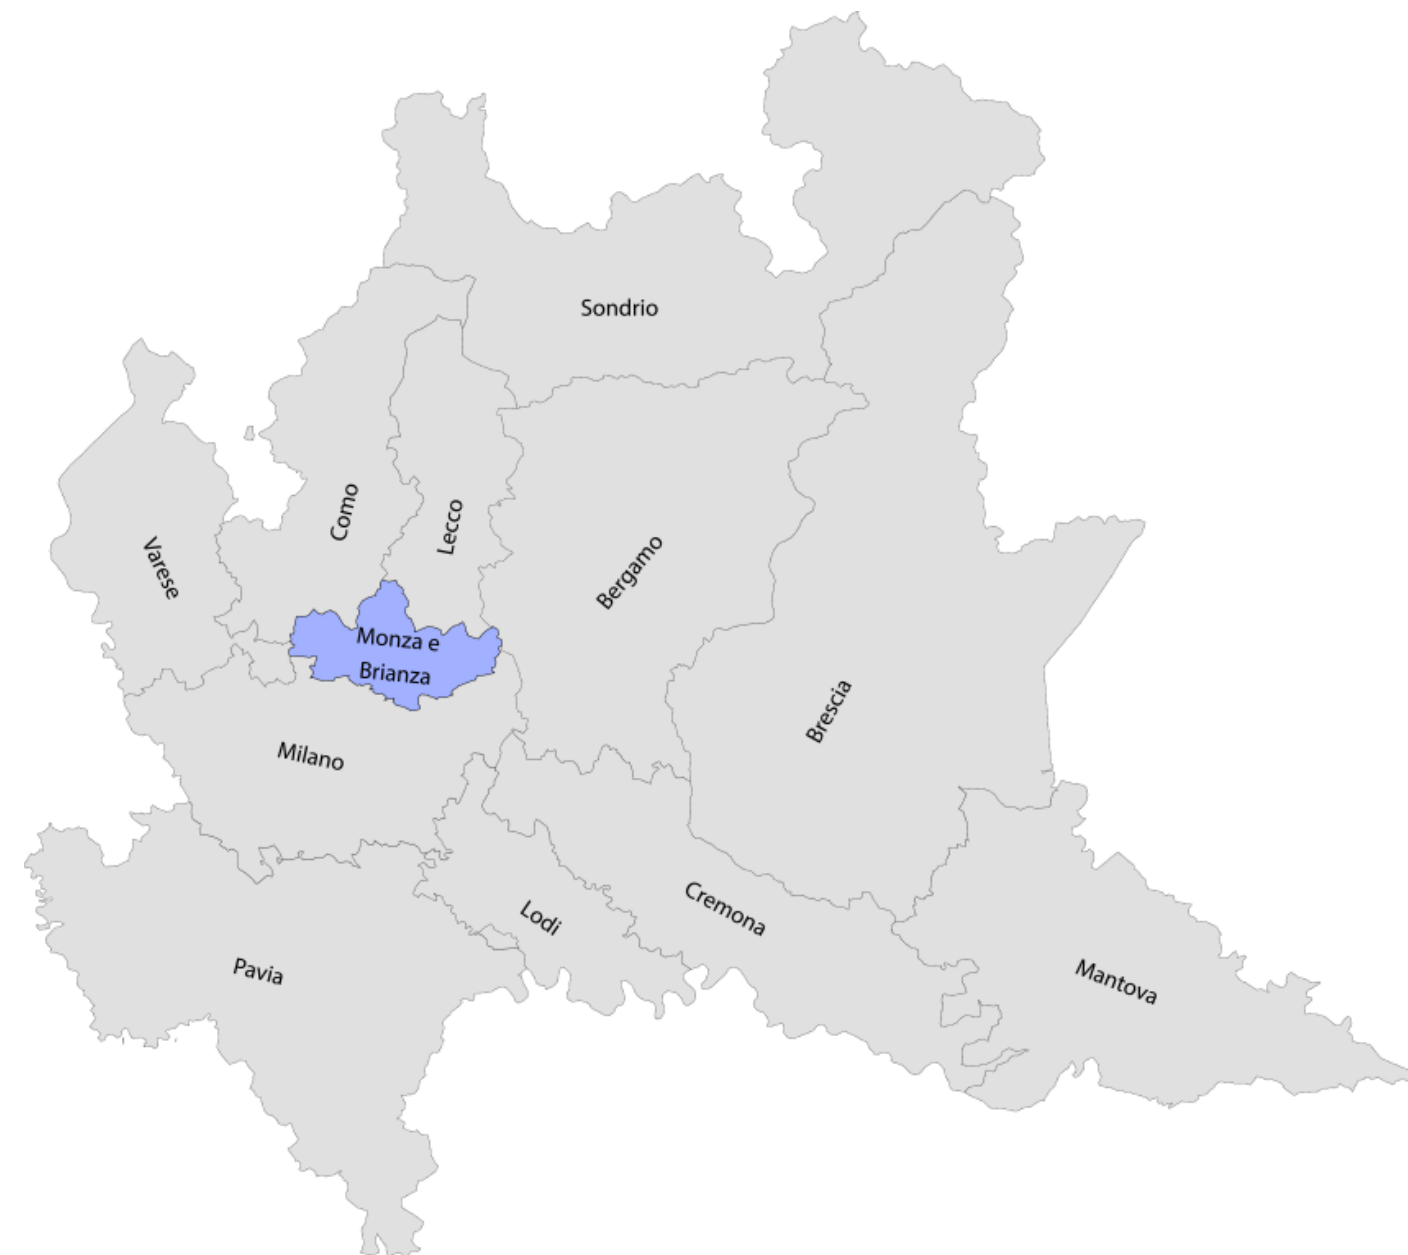 Sondrio
Como
Lecco
Varese
Bergamo
Monza e
Brianza
Brescia
Milano
Cremona
Lodi
Pavia
Mantova